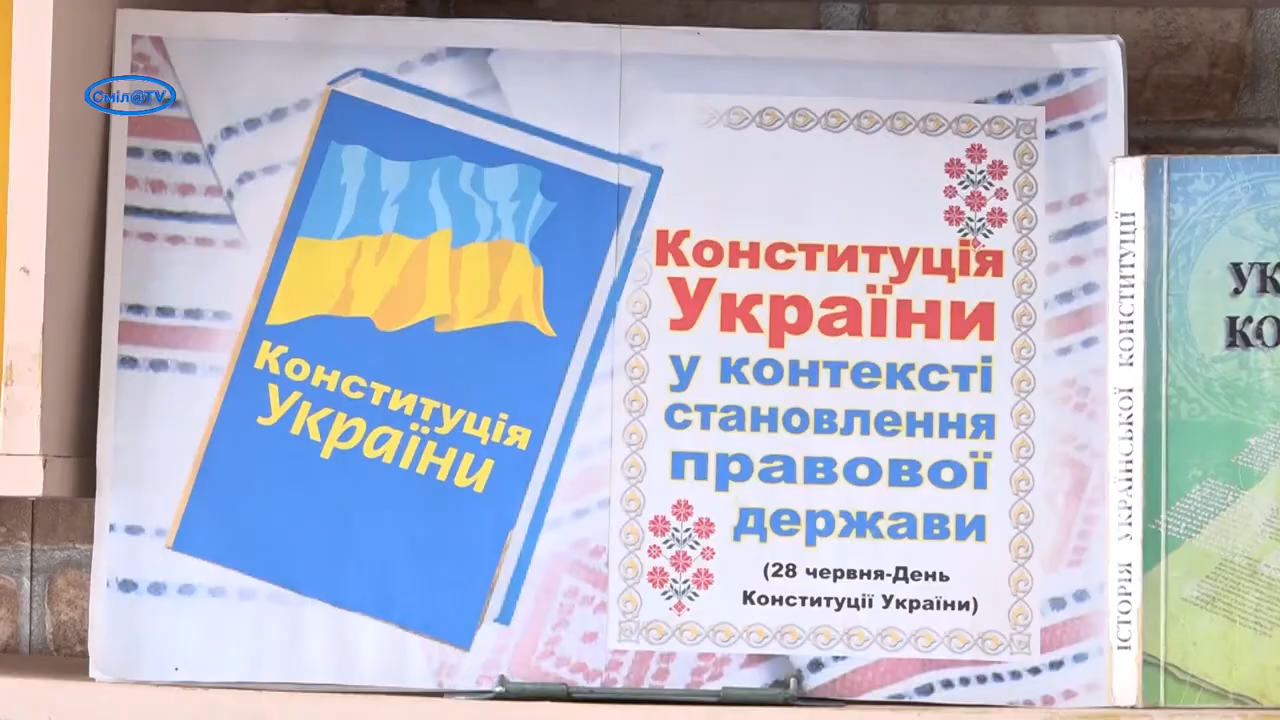 Сміл@TV
Конституція
України
Конституція
України
у контексті
становлення
правової
держави
(28 червня-День
Конституції України)
ІСТОРІЯ УКРАЇНСЬКОЇ КОНСТИТУЦІЇ